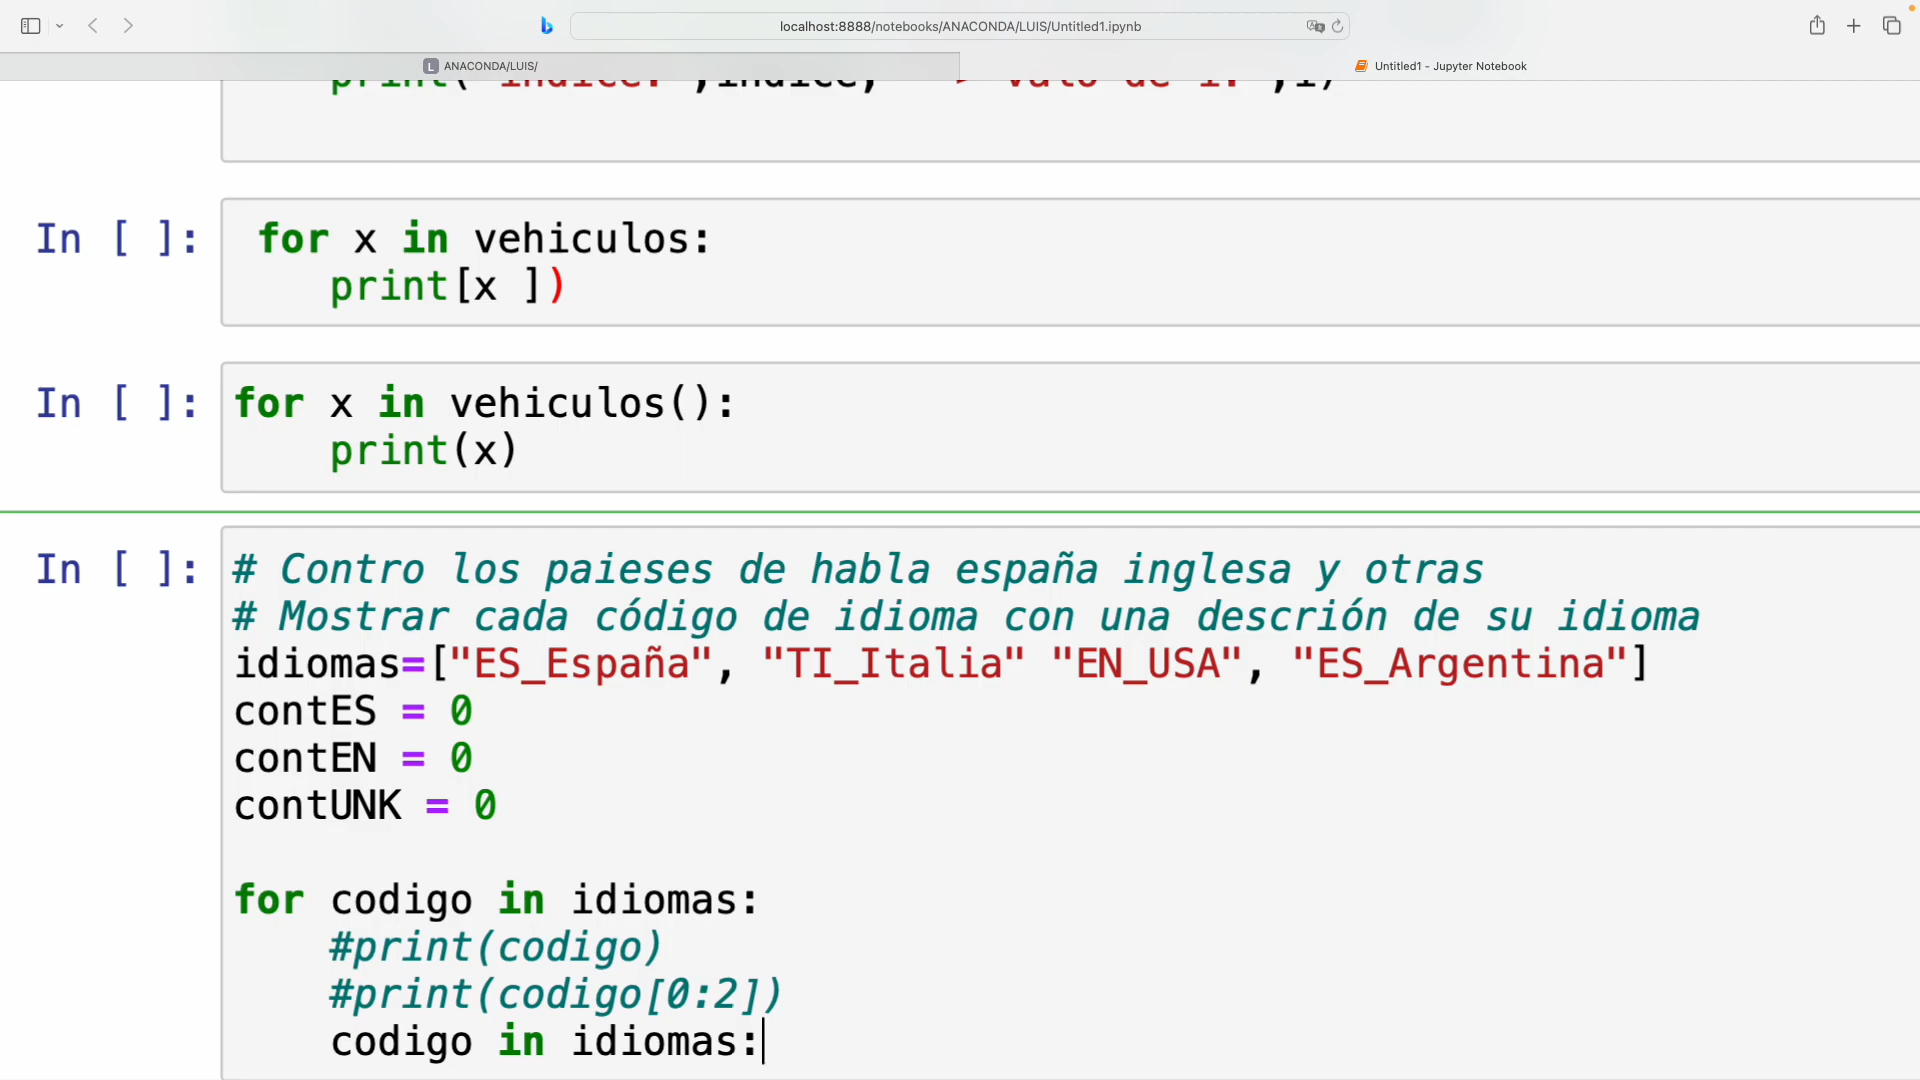 localhost:8888/notebooks/ANACONDA/LUIS/Untitled1.ipynb
L ANACONDA/LUIS/
Untitled1 - Jupyter Notebook
In [ ]:
for x in vehiculos:
print[x ])
In [ ]:
for x in vehiculos():
print(x)
In [ ]:
# Contro los paieses de habla españa inglesa y otras
# Mostrar cada código de idioma con una descrión de su idioma
idiomas=["ES_España", "TI_Italia" "EN_USA", "ES_Argentina"]
contES = 0
contEN = 0
contUNK = 0
for codigo in idiomas:
#print(codigo)
#print(codigo[0:2])
codigo in idiomas: